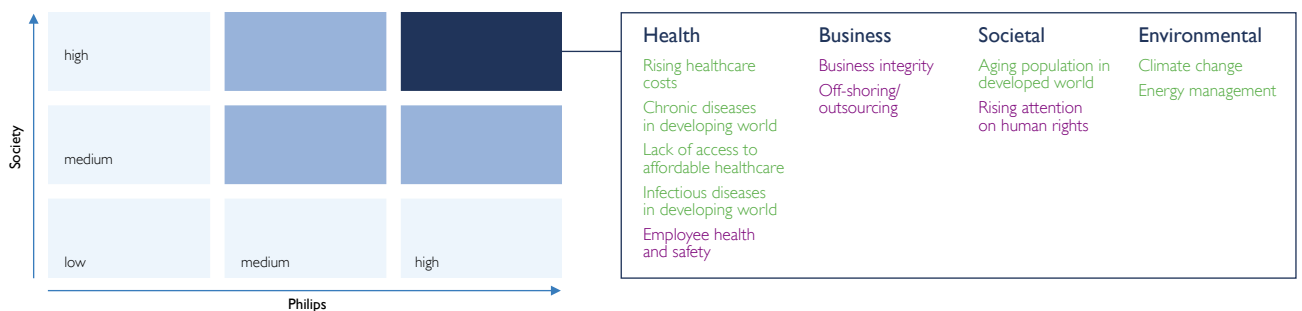 Society
high
medium
low
medium
high
Philips
Health
Rising healthcare
costs
Chronic diseases
in developing world
Lack of access to
affordable healthcare
Infectious diseases
in developing world
Employee health
and safety
Business
Business integrity
Off-shoring/
outsourcing
Societal
Aging population in
developed world
Rising attention
on human rights
Environmental
Climate change
Energy management